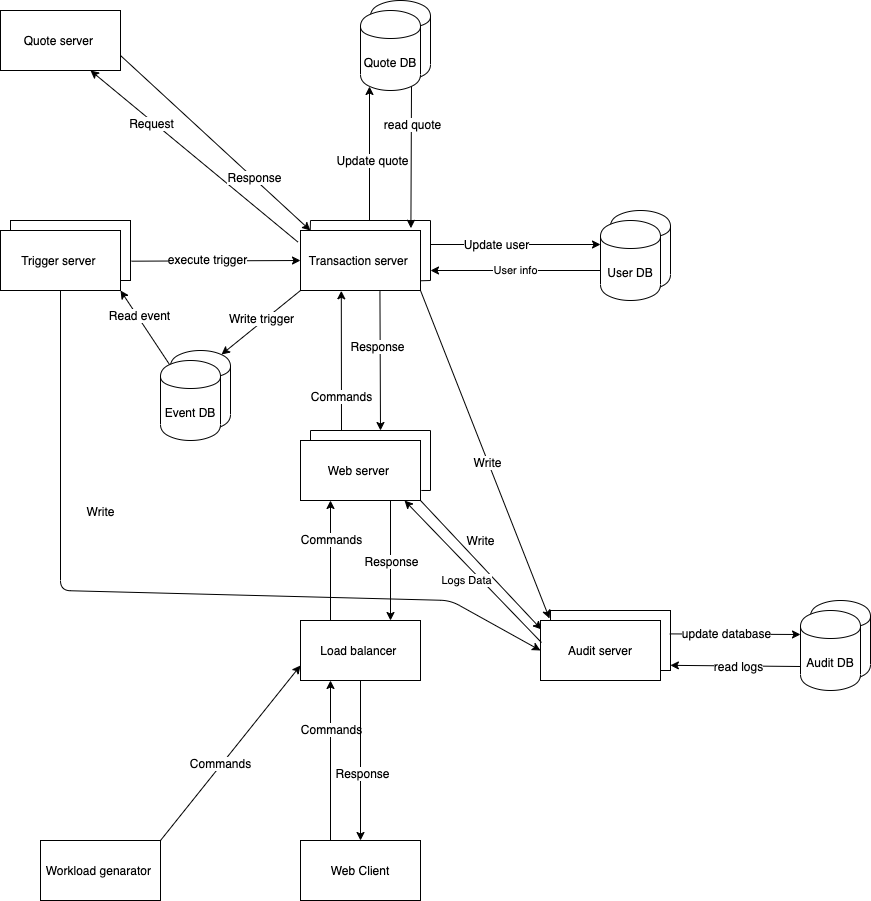 Quote server
Quote DB
Request
read quote
Update quote
Response
Trigger server
execute trigger
Transaction server
Update user
User info
User DB
Read event
Write trigger
Response
Event DB
Commands
Web server
Write
Write
Commands
Write
Response
Logs Data
Load balancer
Audit server
update database
read logs
Audit DB
Commands
Commands
Response
Workload genarator
Web Client